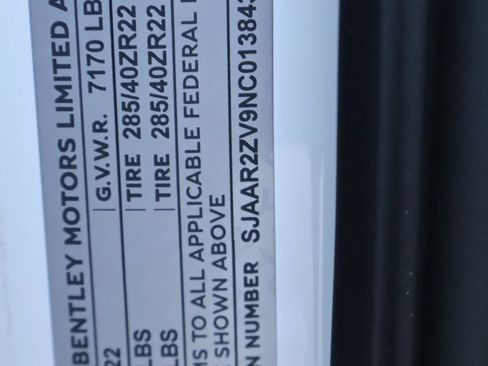 BENTLEY MOTORS LIMITED
22 G.V.W.R. 7170 LB
LBS TIRE 285/40ZR22
LBS TIRE 285/40ZR22
MS TO ALL APPLICABLE FEDERAL
SHOWN ABOVE
N NUMBER SJAAR2ZV9NC013843